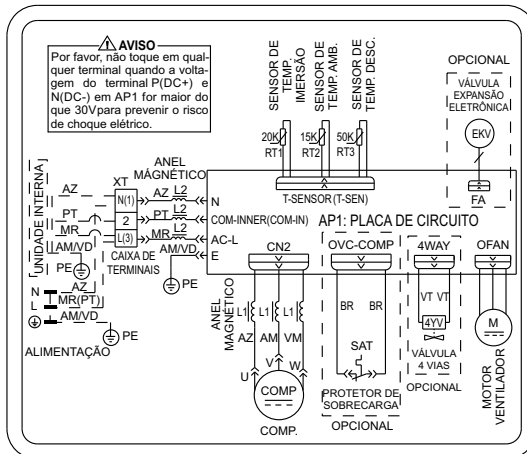 AVISO
Por favor, não toque em qual-
quer terminal quando a volta-
gem do terminal P(DC+) e
N(DC-) em AP1 for maior do
que 30Vpara prevenir o risco
de choque elétrico.
SENSOR DE
TEMP.
IMERSÃO
SENSOR DE
TEMP. AMB.
SENSOR DE
TEMP. DESC.
20K
RT1
15K
RT2
50K
RT3
T-SENSOR (T-SEN)
OPCIONAL
VÁLVULA
EXPANSÃO
ELETRÔNICA
EKV
FA
UNIDADE INTERNA
AZ
PT
MR
AM/VD
PE
XT
N(1)
2
L(3)
CAIXA DE
TERMINAIS
ANEL
MAGNÉTICO
AZ L2
PT L2
MR L2
AM/VD
PE
N
COM-INNER(COM-IN)
AC-L
E
AP1: PLACA DE CIRCUITO
N
L
AZ
MR(PT)
AM/VD
PE
ALIMENTAÇÃO
CN2
ANEL
MAGNÉTICO
L1 L1 L1
AZ AM VM
U V W
COMP
COMP.
OVC-COMP
BR BR
SAT
PROTETOR DE
SOBRECARGA
OPCIONAL
4WAY
VT VT
4YV
VÁLVULA
4 VIAS
OPCIONAL
OFAN
M
MOTOR
VENTILADOR